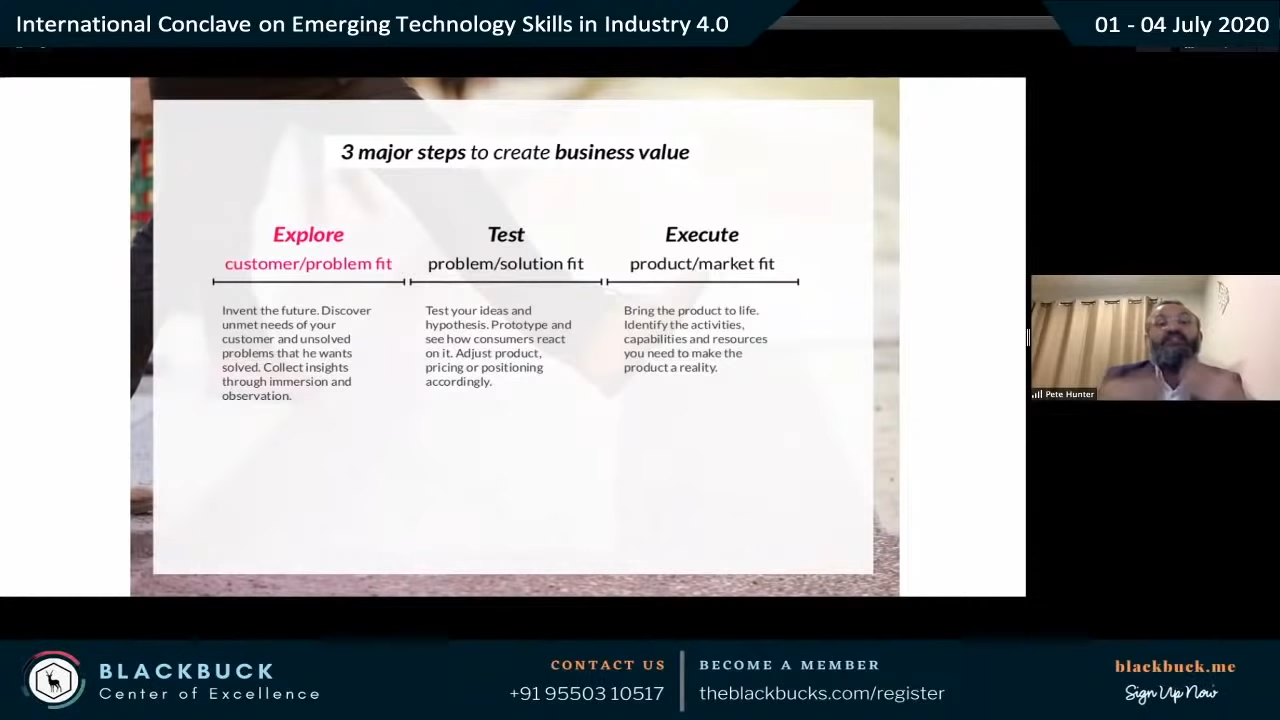 International Conclave on Emerging Technology Skills in Industry 4.0
01 - 04 July 2020
3 major steps to create business value
Explore
customer/problem fit
Invent the future. Discover
unmet needs of your
customer and unsolved
problems that he wants
solved. Collect insights
through immersion and
observation.
Test
problem/solution fit
Test your ideas and
hypothesis. Prototype and
see how consumers react
on it. Adjust product,
pricing or positioning
accordingly.
Execute
product/market fit
Bring the product to life.
Identify the activities,
capabilities and resources
you need to make the
product a reality.
Pete Hunter
BLACKBUCK
Center of Excellence
CONTACT US
+91 95503 10517
BECOME A MEMBER
theblackbucks.com/register
blackbuck.me
Sign Up Now